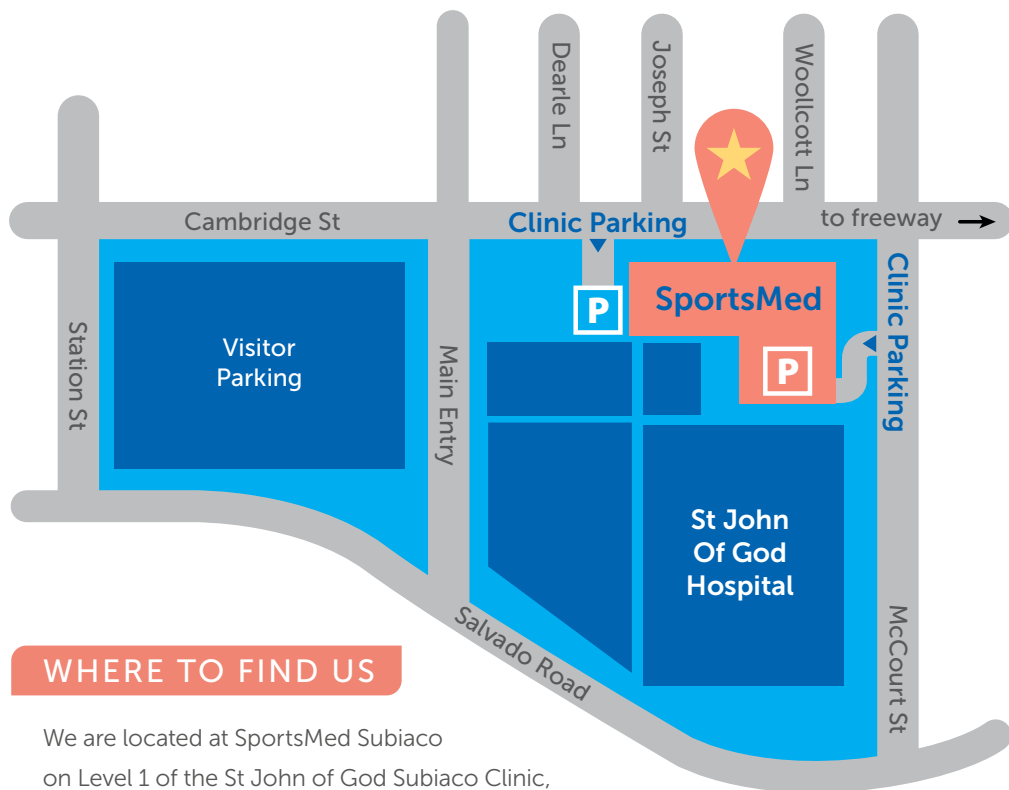 Dearle Ln
Joseph St
Woollcott Ln
Cambridge St
Clinic Parking
to freeway
P
SportsMed
Clinic Parking
Station St
Visitor
Parking
Main Entry
P
St John
Of God
Hospital
McCourt St
Salvado Road
WHERE TO FIND US
We are located at SportsMed Subiaco
on Level 1 of the St John of God Subiaco Clinic,